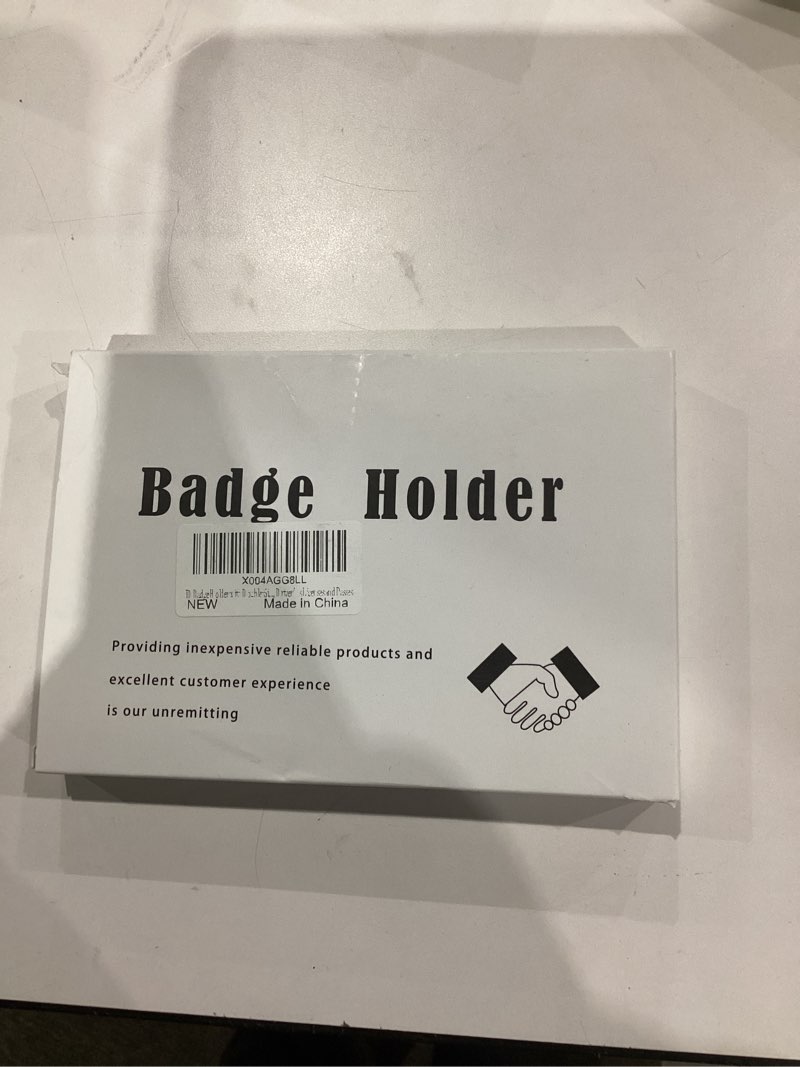 Badge Holder
X004AGG8LL
NEW Made in China
Providing inexpensive reliable products and
excellent customer experience
is our unremitting